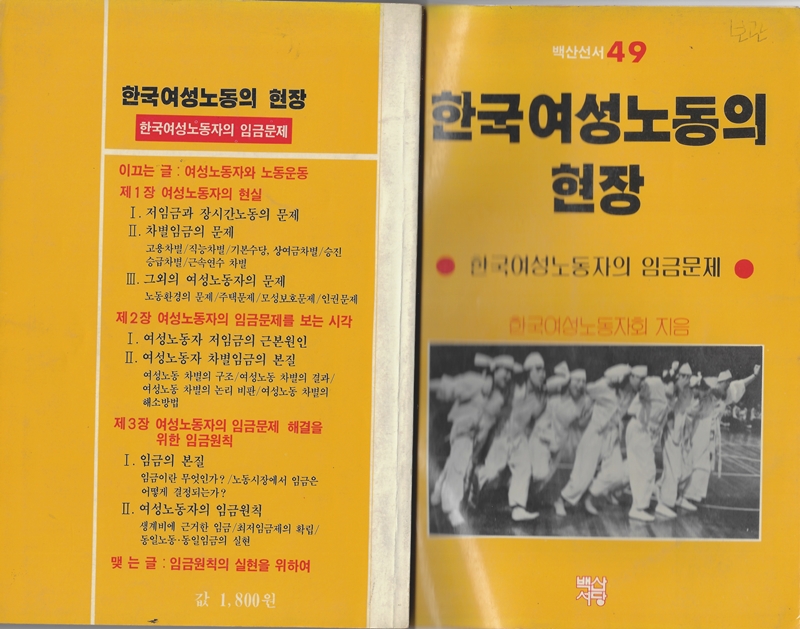 한국여성노동의 현장
한국여성노동자의 임금문제
이끄는 글 : 여성노동자와 노동운동
제1장 여성노동자의 현실
Ⅰ. 저임금과 장시간노동의 문제
Ⅱ. 차별임금의 문제
고용차별/직능차별/기본수당, 상여금차별/승진
승급차별/근속연수 차별
Ⅲ. 그외의 여성노동자의 문제
노동환경의 문제/주택문제/모성보호문제/인권문제
제2장 여성노동자의 임금문제를 보는 시각
Ⅰ. 여성노동자 저임금의 근본원인
Ⅱ. 여성노동자 차별임금의 본질
여성노동 차별의 구조/여성노동 차별의 결과/
여성노동 차별의 논리 비판/여성노동 차별의
해소방법
제3장 여성노동자의 임금문제 해결을
위한 임금원칙
Ⅰ. 임금의 본질
임금이란 무엇인가?/노동시장에서 임금은
어떻게 결정되는가?
Ⅱ. 여성노동자의 임금원칙
생계비에 근거한 임금/최저임금제의 확립/
동일노동·동일임금의 실현
맺는 글 : 임금원칙의 실현을 위하여
값 1,800원
백산선서 49
한국여성노동의
현장
● 한국여성노동자의 임금문제 ●
한국여성노동자회 지음
백산
서당